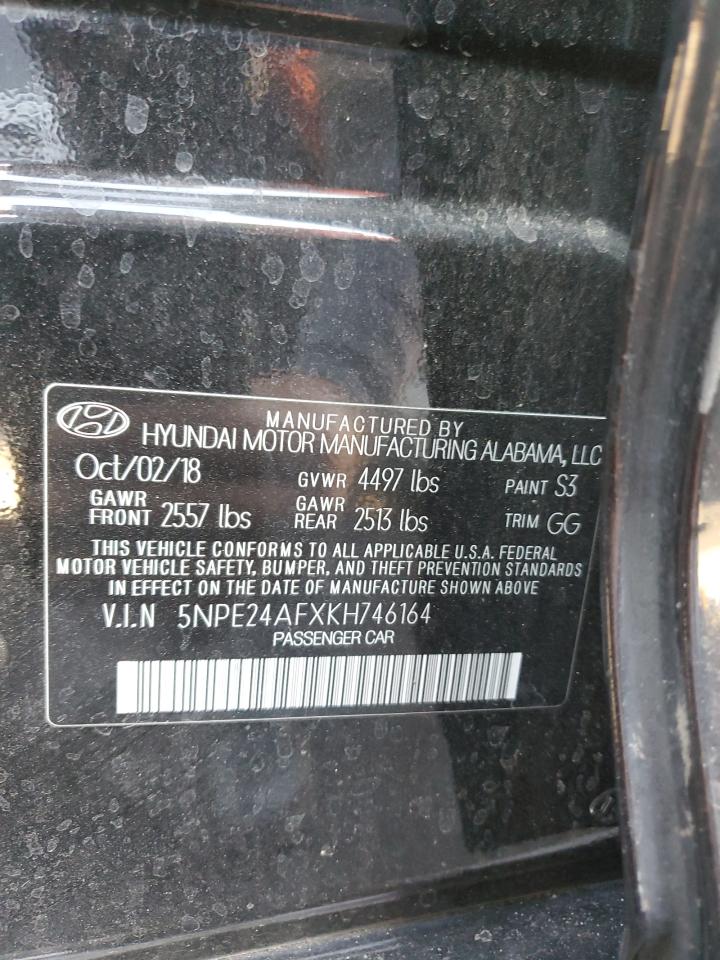 MANUFACTURED BY
HYUNDAI MOTOR MANUFACTURING ALABAMA, LLC
Oct/02/18 GVWR 4497 lbs PAINT S3
GAWR FRONT 2557 lbs GAWR REAR 2513 lbs TRIM GG
THIS VEHICLE CONFORMS TO ALL APPLICABLE U.S.A. FEDERAL
MOTOR VEHICLE SAFETY, BUMPER, AND THEFT PREVENTION STANDARDS
IN EFFECT ON THE DATE OF MANUFACTURE SHOWN ABOVE
V.I.N 5NPE24AFXKH746164
PASSENGER CAR